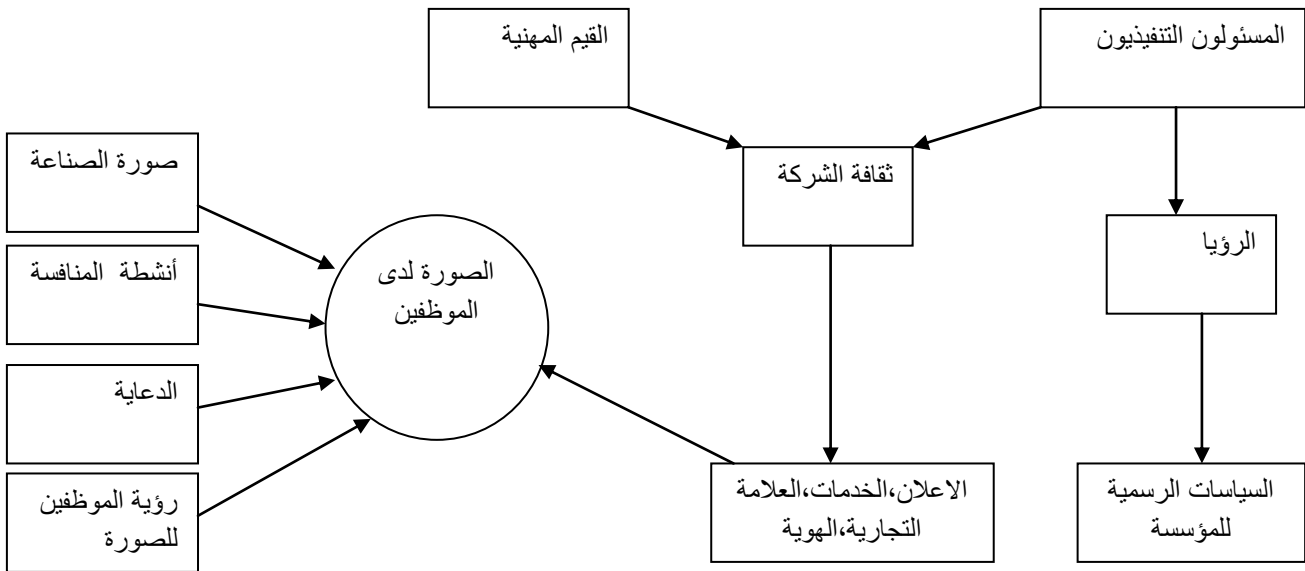 المسئولون التنفيذيون
القيم المهنية
صورة الصناعة
ثقافة الشركة
الرؤيا
أنشطة المنافسة
الصورة لدى
الموظفين
الدعاية
السياسات الرسمية
للمؤسسة
الاعلان،الخدمات،العلامة
التجارية،الهوية
رؤية الموظفين
للصورة